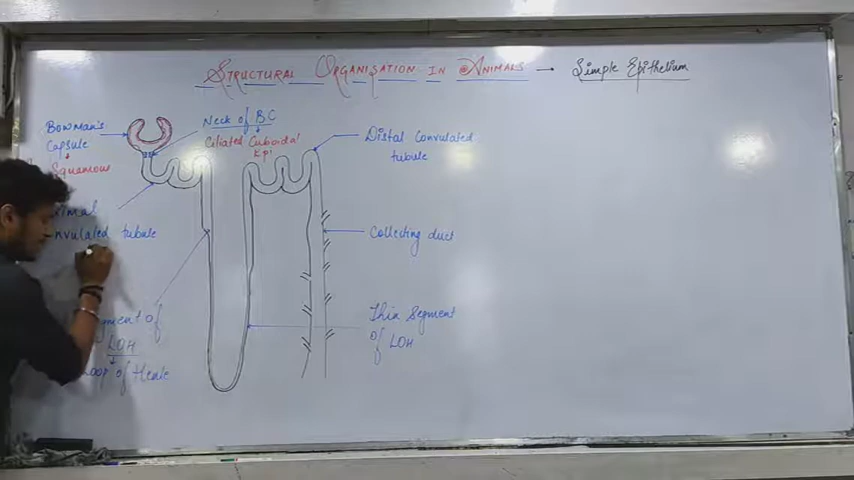 STRUCTURAL ORGANISATION IN ANIMALS → Simple Epithelium
Bowman's
Capsule
Squamous
Neck of BC
Ciliated Cuboidal
Epi
Distal Convulated
tubule
tubule
Collecting duct
Thin Segment
of LOH
of
LOH
Loop of Henle